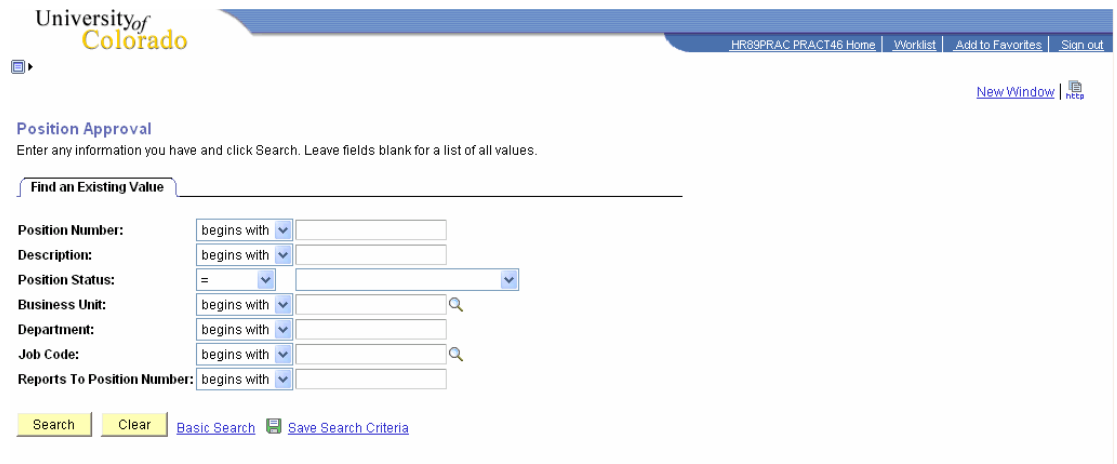 University of
Colorado
HR89PRAC PRACT46 Home | Worklist | Add to Favorites | Sign out
New Window | http
Position Approval
Enter any information you have and click Search. Leave fields blank for a list of all values.
Find an Existing Value
Position Number: begins with
Description: begins with
Position Status: =
Business Unit: begins with
Department: begins with
Job Code: begins with
Reports To Position Number: begins with
Search Clear Basic Search Save Search Criteria